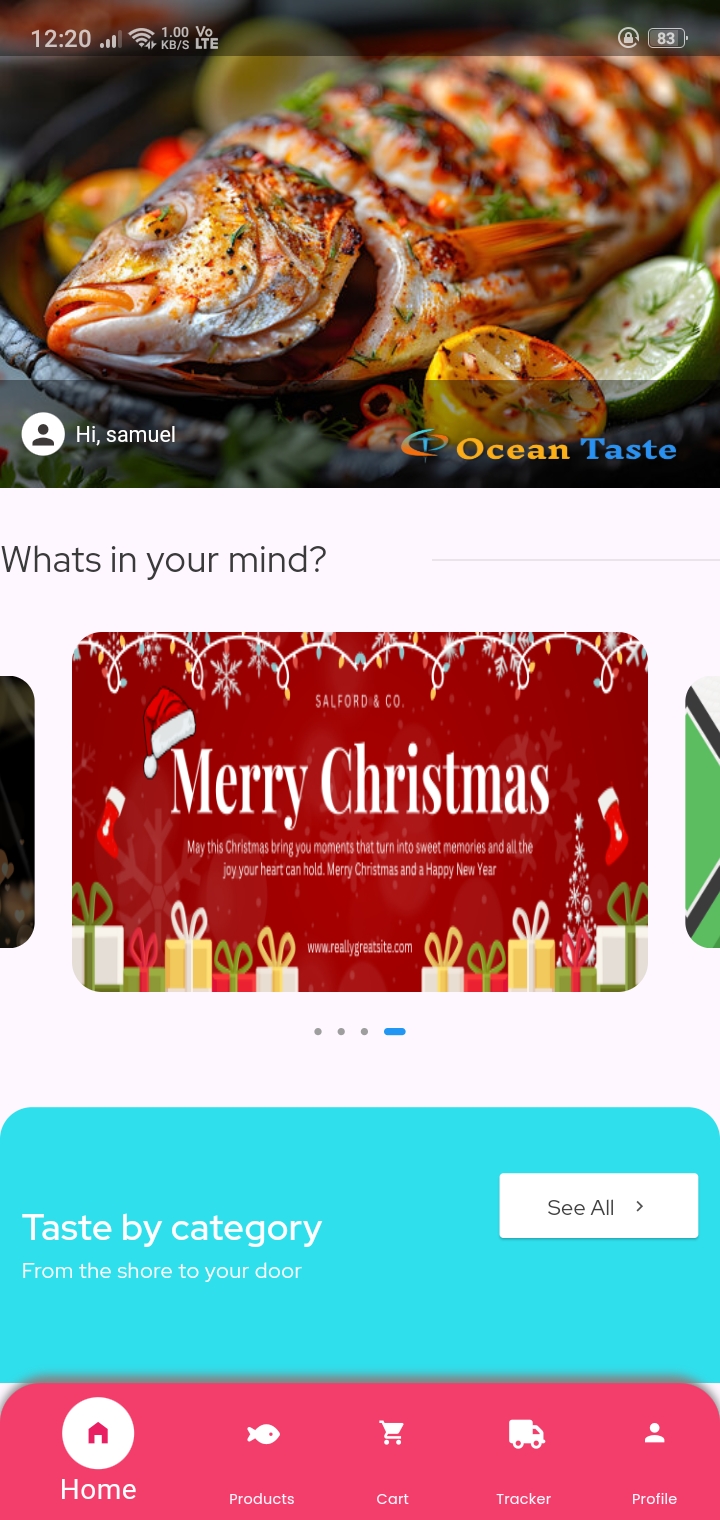 12:20 1.00 KB/S Vo LTE 83
Hi, samuel
Ocean Taste
Whats in your mind?
SALFORD & CO.
Merry Christmas
May this Christmas bring you moments that turn into sweet memories and all the
joy your heart can hold. Merry Christmas and a Happy New Year
www.reallygreatsite.com
See All
Taste by category
From the shore to your door
Home Products Cart Tracker Profile